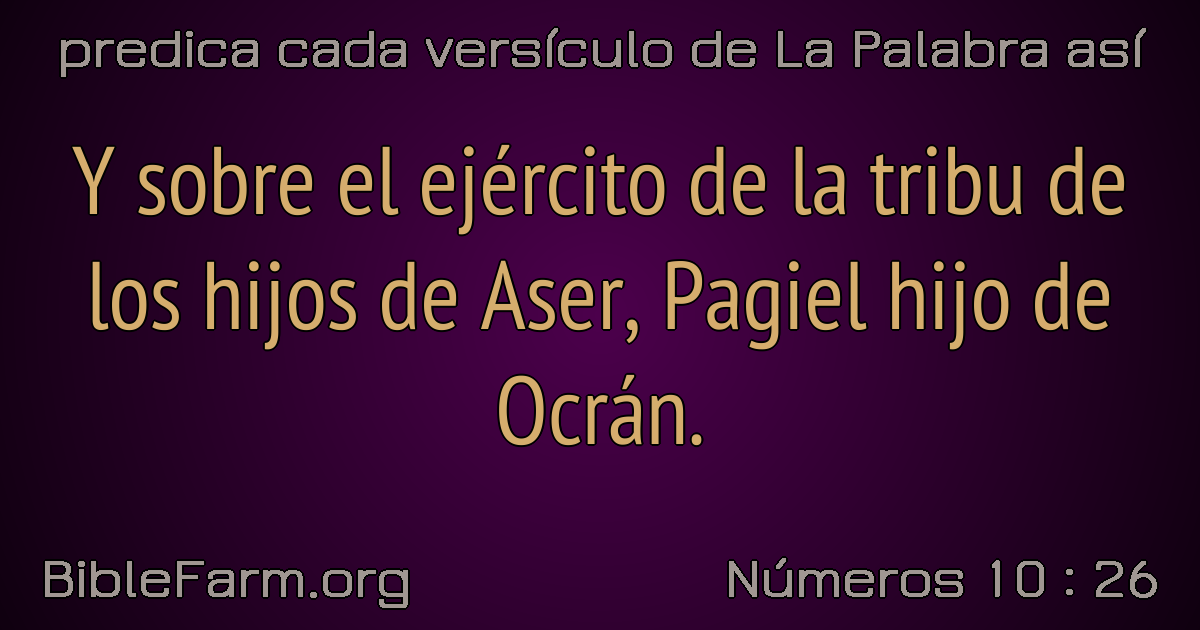 predica cada versículo de La Palabra así
Y sobre el ejército de la tribu de
los hijos de Aser, Pagiel hijo de
Ocrán.
BibleFarm.org
Números 10 : 26